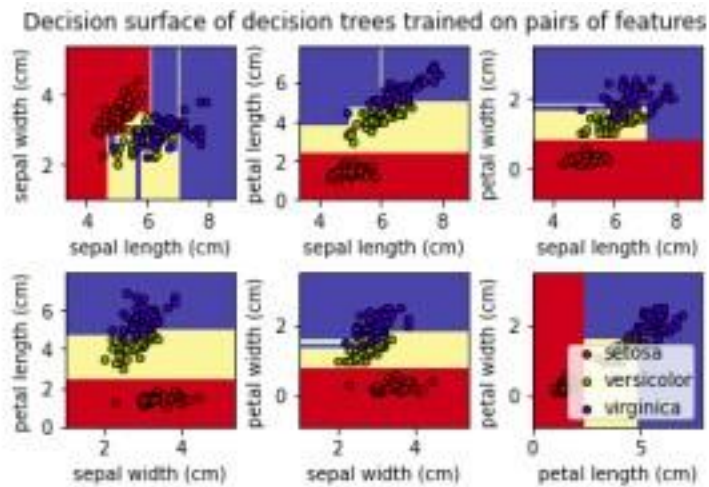 Decision surface of decision trees trained on pairs of features
sepal width (cm)
4
2
4 6 8
sepal length (cm)
petal length (cm)
6
4
2
0
4 6 8
sepal length (cm)
petal width (cm)
2
0
4 6 8
sepal length (cm)
petal length (cm)
6
4
2
0
2 4
sepal width (cm)
petal width (cm)
2
0
2 4
sepal width (cm)
petal width (cm)
2
0
0 5
petal length (cm)
setosa
versicolor
virginica